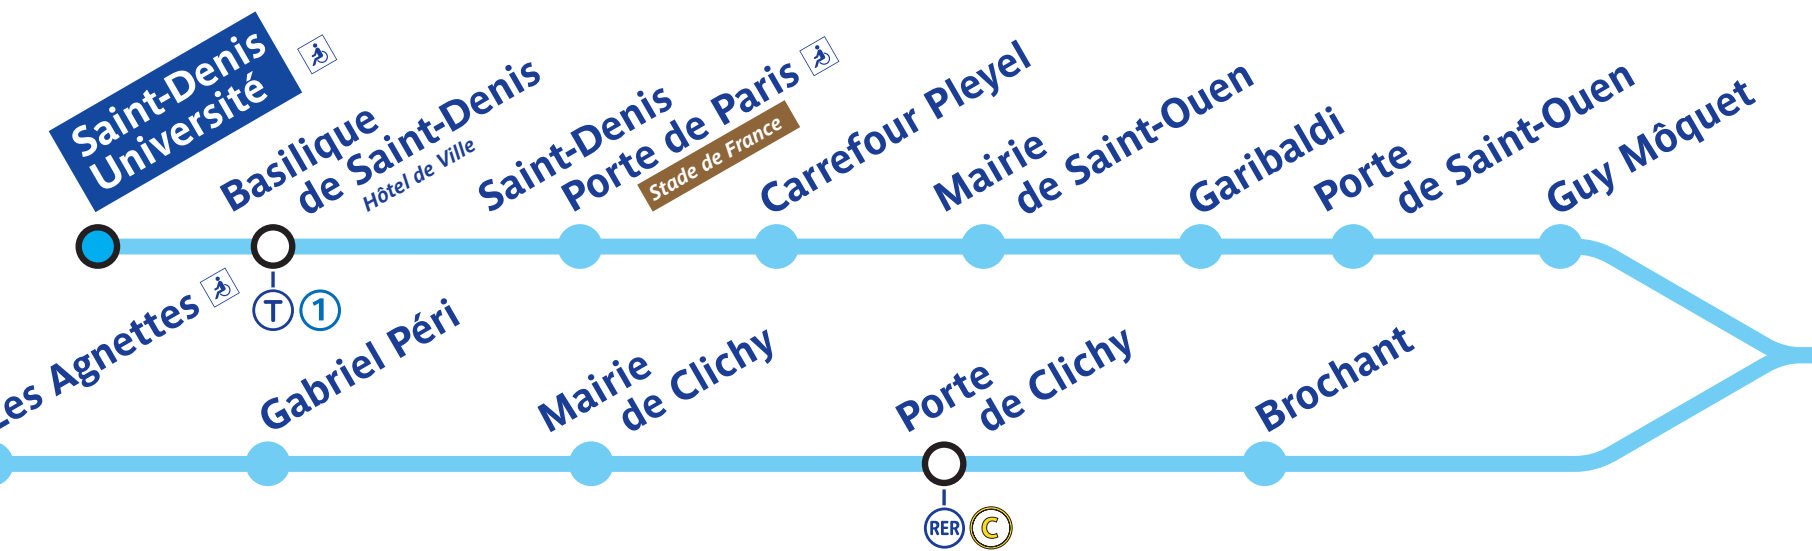 Saint-Denis
Université
Basilique
de Saint-Denis
Hôtel de Ville
Saint-Denis
Porte de Paris
Stade de France
Carrefour Pleyel
Mairie
de Saint-Ouen
Garibaldi
Porte
de Saint-Ouen
Guy Môquet
T 1
Les Agnettes
Gabriel Péri
Mairie
de Clichy
Porte
de Clichy
Brochant
RER C